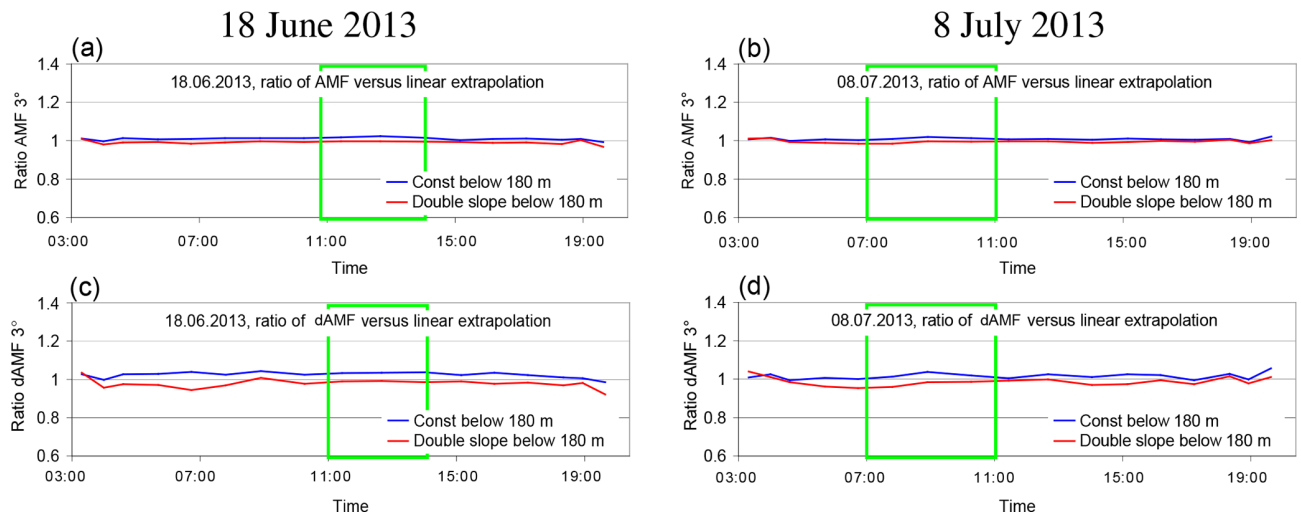 18 June 2013
8 July 2013
(a)
18.06.2013, ratio of AMF versus linear extrapolation
Ratio AMF 3°
1.4
1.2
1
0.8
0.6
Const below 180 m
Double slope below 180 m
03:00 07:00 11:00 15:00 19:00
Time
(b)
08.07.2013, ratio of AMF versus linear extrapolation
Ratio AMF 3°
1.4
1.2
1
0.8
0.6
Const below 180 m
Double slope below 180 m
03:00 07:00 11:00 15:00 19:00
Time
(c)
18.06.2013, ratio of dAMF versus linear extrapolation
Ratio dAMF 3°
1.4
1.2
1
0.8
0.6
Const below 180 m
Double slope below 180 m
03:00 07:00 11:00 15:00 19:00
Time
(d)
08.07.2013, ratio of dAMF versus linear extrapolation
Ratio dAMF 3°
1.4
1.2
1
0.8
0.6
Const below 180 m
Double slope below 180 m
03:00 07:00 11:00 15:00 19:00
Time